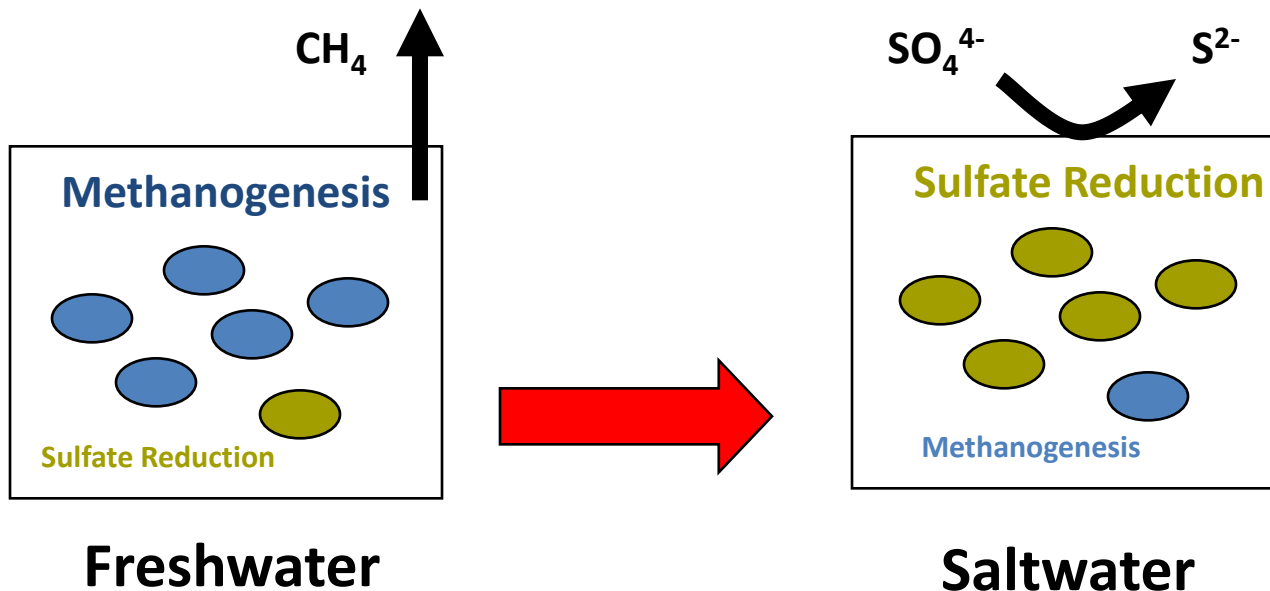 CH₄
SO₄⁴⁻ S²⁻
Methanogenesis
Sulfate Reduction
Sulfate Reduction
Methanogenesis
Freshwater
Saltwater